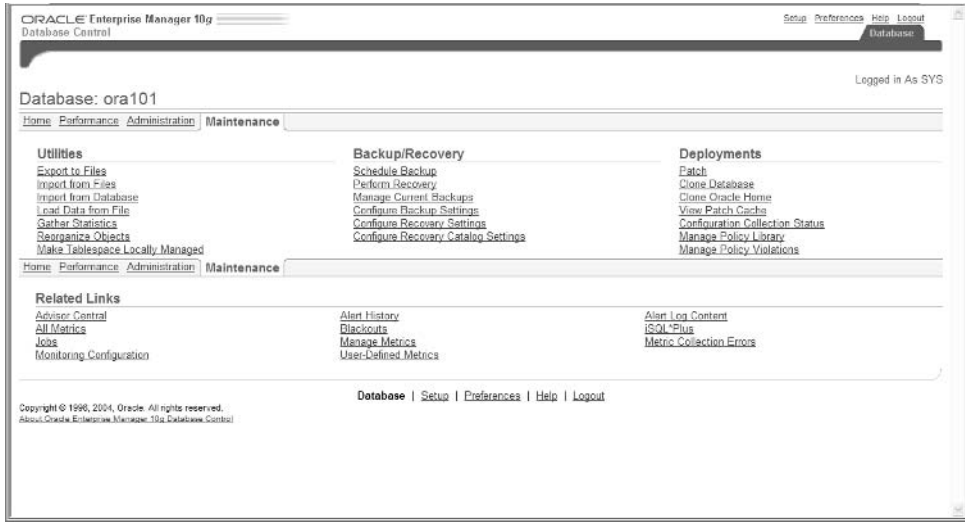 ORACLE Enterprise Manager 10g
Database Control
Setup Preferences Help Logout
Database
Logged in As SYS
Database: ora101
Home Performance Administration Maintenance
Utilities
Export to Files
Import from Files
Import from Database
Load Data from File
Gather Statistics
Reorganize Objects
Make Tablespace Locally Managed
Backup/Recovery
Schedule Backup
Perform Recovery
Manage Current Backups
Configure Backup Settings
Configure Recovery Settings
Configure Recovery Catalog Settings
Deployments
Patch
Clone Database
Clone Oracle Home
View Patch Cache
Configuration Collection Status
Manage Policy Library
Manage Policy Violations
Home Performance Administration Maintenance
Related Links
Advisor Central
All Metrics
Jobs
Monitoring Configuration
Alert History
Blackouts
Manage Metrics
User-Defined Metrics
Alert Log Content
iSQL*Plus
Metric Collection Errors
Database | Setup | Preferences | Help | Logout
Copyright © 1996, 2004, Oracle. All rights reserved.
About Oracle Enterprise Manager 10g Database Control